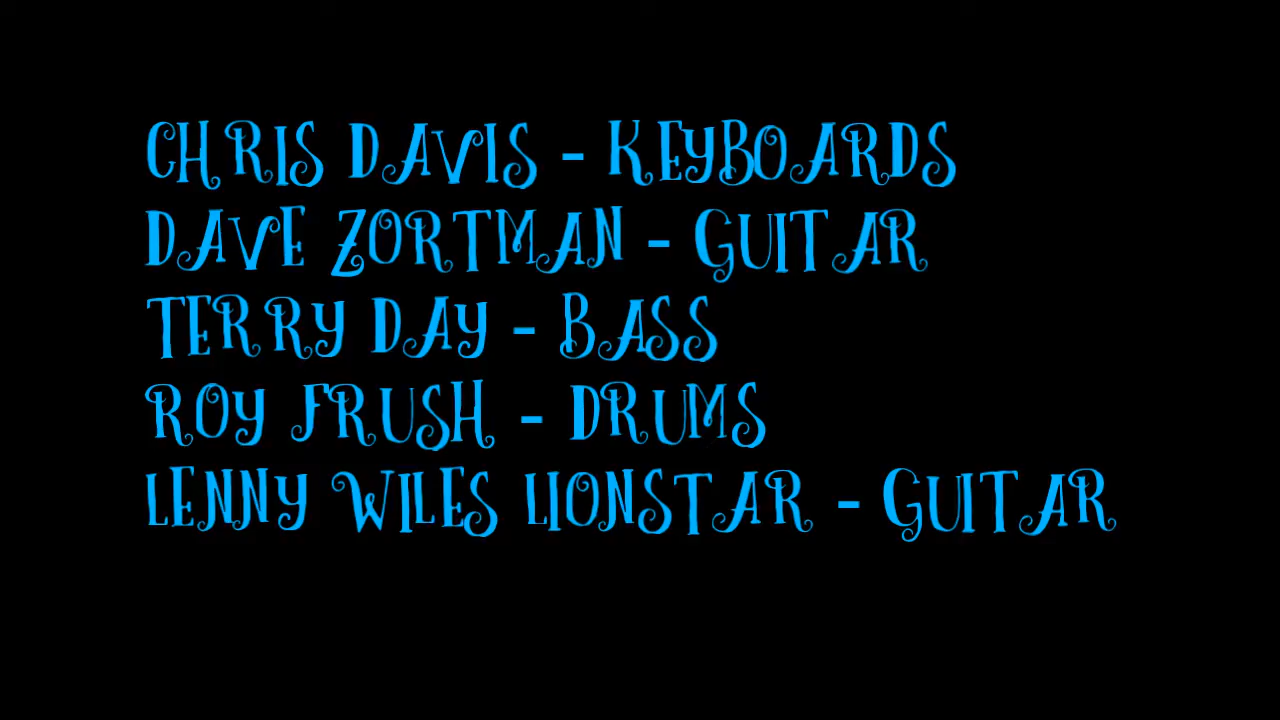 CHRIS DAVIS - KEYBOARDS
DAVE ZORTMAN - GUITAR
TERRY DAY - BASS
ROY FRUSH - DRUMS
LENNY WILES LIONSTAR - GUITAR